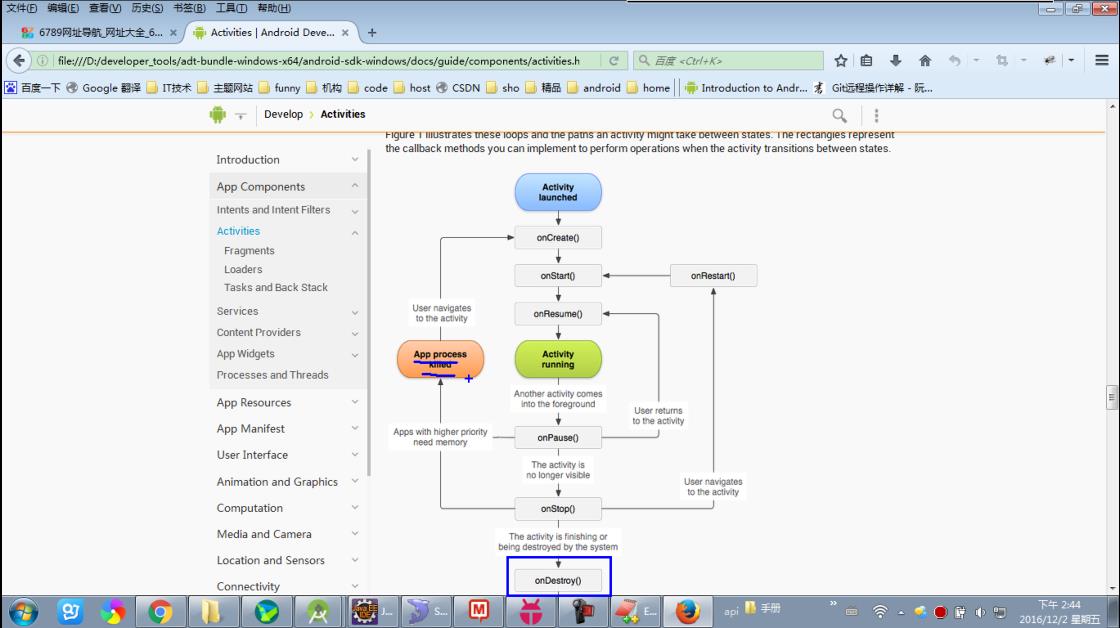 文件(F) 编辑(E) 查看(V) 历史(S) 书签(B) 工具(T) 帮助(H)
6789网址导航_网址大全_6...
Activities | Android Deve...
file:///D:/developer_tools/adt-bundle-windows-x64/android-sdk-windows/docs/guide/components/activities.h
百度 <Ctrl+K>
百度一下 Google 翻译 IT技术 主题网站 funny 机构 code host CSDN sho 精品 android home Introduction to Andr... Git远程操作详解 - 阮...
Develop Activities
Figure 1 illustrates these loops and the paths an activity might take between states. The rectangles represent
the callback methods you can implement to perform operations when the activity transitions between states.
Introduction
App Components
Intents and Intent Filters
Activities
Fragments
Loaders
Tasks and Back Stack
Services
Content Providers
App Widgets
Processes and Threads
App Resources
App Manifest
User Interface
Animation and Graphics
Computation
Media and Camera
Location and Sensors
Connectivity
Activity
launched
onCreate()
onStart()
onRestart()
User navigates
to the activity
onResume()
App process
killed
Activity
running
Another activity comes
into the foreground
User returns
to the activity
Apps with higher priority
need memory
onPause()
The activity is
no longer visible
User navigates
to the activity
onStop()
The activity is finishing or
being destroyed by the system
onDestroy()
J...
S...
E...
api
手册
下午 2:44
2016/12/2 星期五